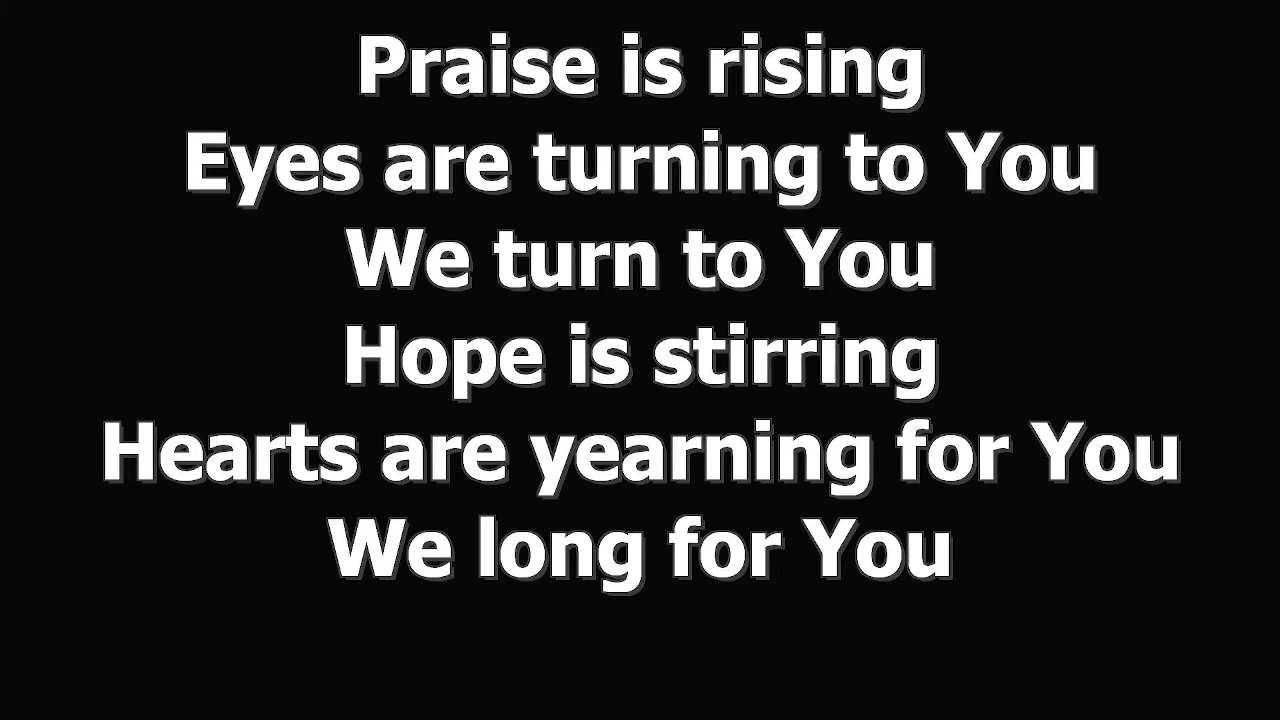 Praise is rising
Eyes are turning to You
We turn to You
Hope is stirring
Hearts are yearning for You
We long for You